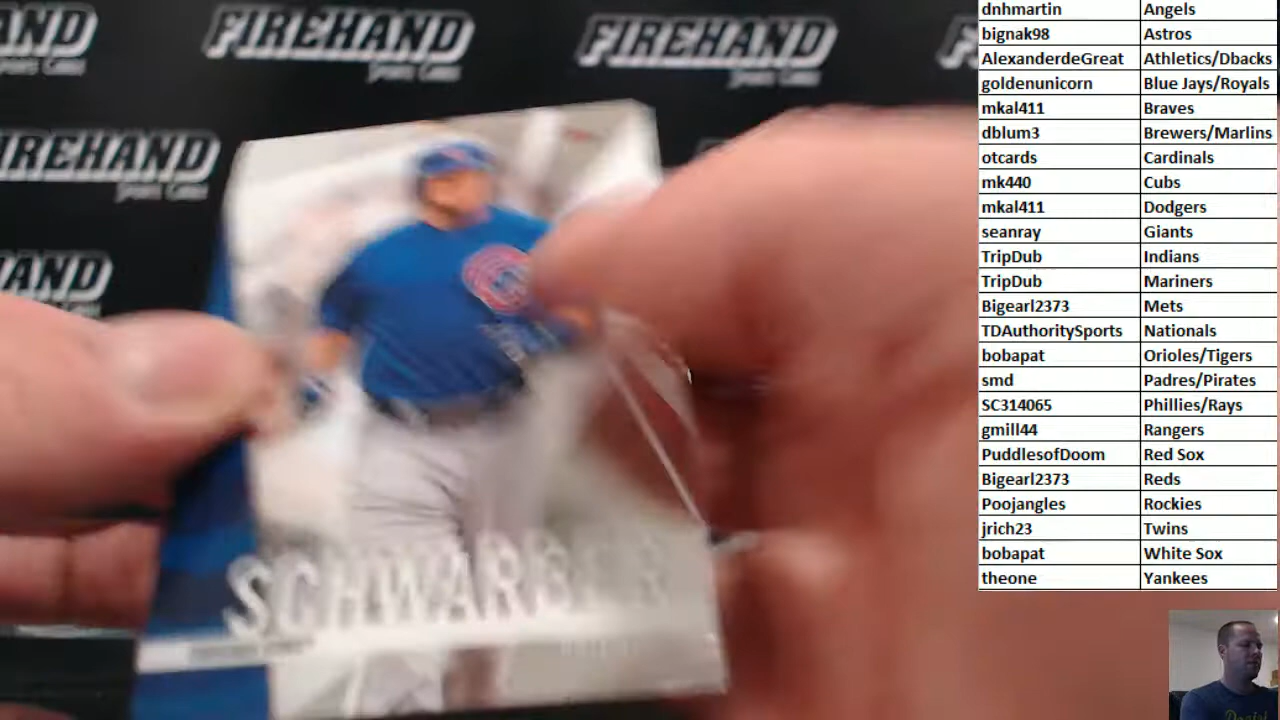 FIREHAND
FIREHAND
FIREHAND
SCHWARBER
dnhmartin Angels
bignak98 Astros
AlexanderdeGreat Athletics/Dbacks
goldenunicorn Blue Jays/Royals
mkal411 Braves
dblum3 Brewers/Marlins
otcards Cardinals
mk440 Cubs
mkal411 Dodgers
seanray Giants
TripDub Indians
TripDub Mariners
Bigearl2373 Mets
TDAuthoritySports Nationals
bobapat Orioles/Tigers
smd Padres/Pirates
SC314065 Phillies/Rays
gmill44 Rangers
PuddlesofDoom Red Sox
Bigearl2373 Reds
Poojangles Rockies
jrich23 Twins
bobapat White Sox
theone Yankees